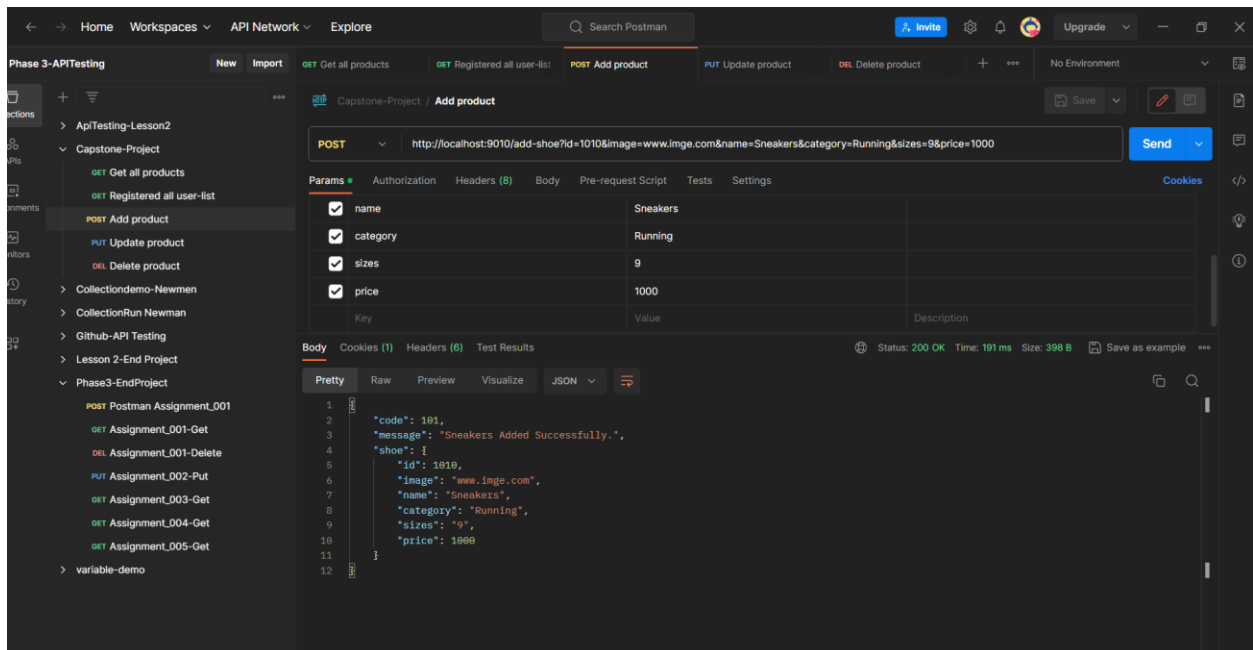 Home Workspaces API Network Explore Search Postman Invite Upgrade
Phase 3-APITesting New Import GET Get all products GET Registered all user-list POST Add product PUT Update product DEL Delete product No Environment
Capstone-Project / Add product Save
POST http://localhost:9010/add-shoe?id=1010&image=www.imge.com&name=Sneakers&category=Running&sizes=9&price=1000 Send
Params Authorization Headers (8) Body Pre-request Script Tests Settings Cookies
name Sneakers
category Running
sizes 9
price 1000
Key Value Description
ApiTesting-Lesson2
Capstone-Project
GET Get all products
GET Registered all user-list
POST Add product
PUT Update product
DEL Delete product
Collectiondemo-Newmen
CollectionRun Newman
Github-API Testing
Lesson 2-End Project
Phase3-EndProject
POST Postman Assignment_001
GET Assignment_001-Get
DEL Assignment_001-Delete
PUT Assignment_002-Put
GET Assignment_003-Get
GET Assignment_004-Get
GET Assignment_005-Get
variable-demo
Body Cookies (1) Headers (6) Test Results Status: 200 OK Time: 191 ms Size: 398 B Save as example
Pretty Raw Preview Visualize JSON
1 {
2 "code": 101,
3 "message": "Sneakers Added Successfully.",
4 "shoe": {
5 "id": 1010,
6 "image": "www.imge.com",
7 "name": "Sneakers",
8 "category": "Running",
9 "sizes": "9",
10 "price": 1000
11 }
12 }